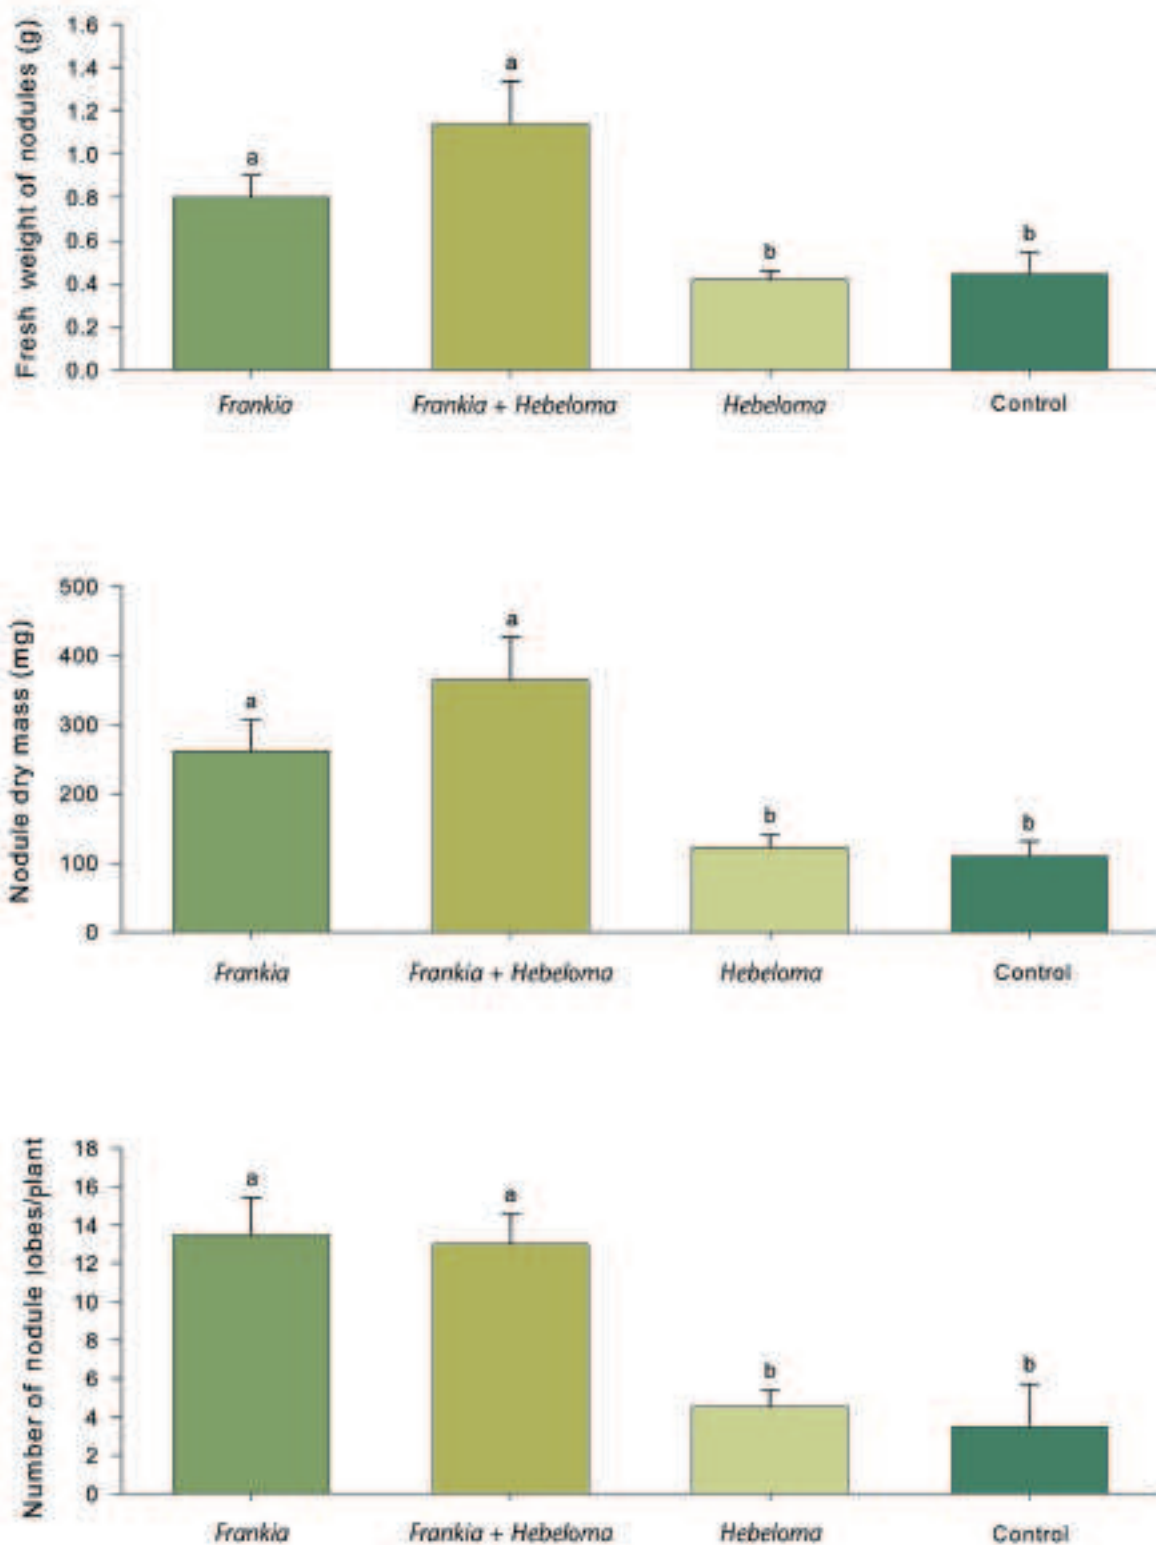 Fresh weight of nodules (g)
1.6
1.4
1.2
1.0
0.8
0.6
0.4
0.2
0.0
a
a
b
b
Frankia
Frankia + Hebeloma
Hebeloma
Control
Nodule dry mass (mg)
500
400
300
200
100
0
a
a
b
b
Frankia
Frankia + Hebeloma
Hebeloma
Control
Number of nodule lobes/plant
18
16
14
12
10
8
6
4
2
0
a
a
b
b
Frankia
Frankia + Hebeloma
Hebeloma
Control